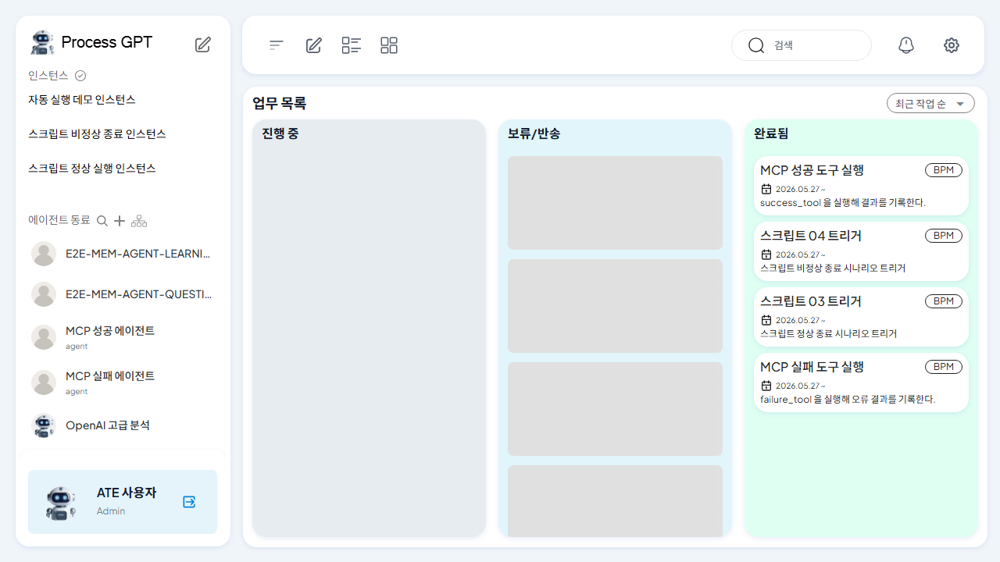 Process GPT
인스턴스
자동 실행 데모 인스턴스
스크립트 비정상 종료 인스턴스
스크립트 정상 실행 인스턴스
에이전트 동료
E2E-MEM-AGENT-LEARNI...
E2E-MEM-AGENT-QUESTI...
MCP 성공 에이전트
agent
MCP 실패 에이전트
agent
OpenAI 고급 분석
ATE 사용자
Admin
검색
업무 목록
최근 작업 순
진행 중
보류/반송
완료됨
MCP 성공 도구 실행
BPM
2026.05.27 ~
success_tool 을 실행해 결과를 기록한다.
스크립트 04 트리거
BPM
2026.05.27 ~
스크립트 비정상 종료 시나리오 트리거
스크립트 03 트리거
BPM
2026.05.27 ~
스크립트 정상 종료 시나리오 트리거
MCP 실패 도구 실행
BPM
2026.05.27 ~
failure_tool 을 실행해 오류 결과를 기록한다.